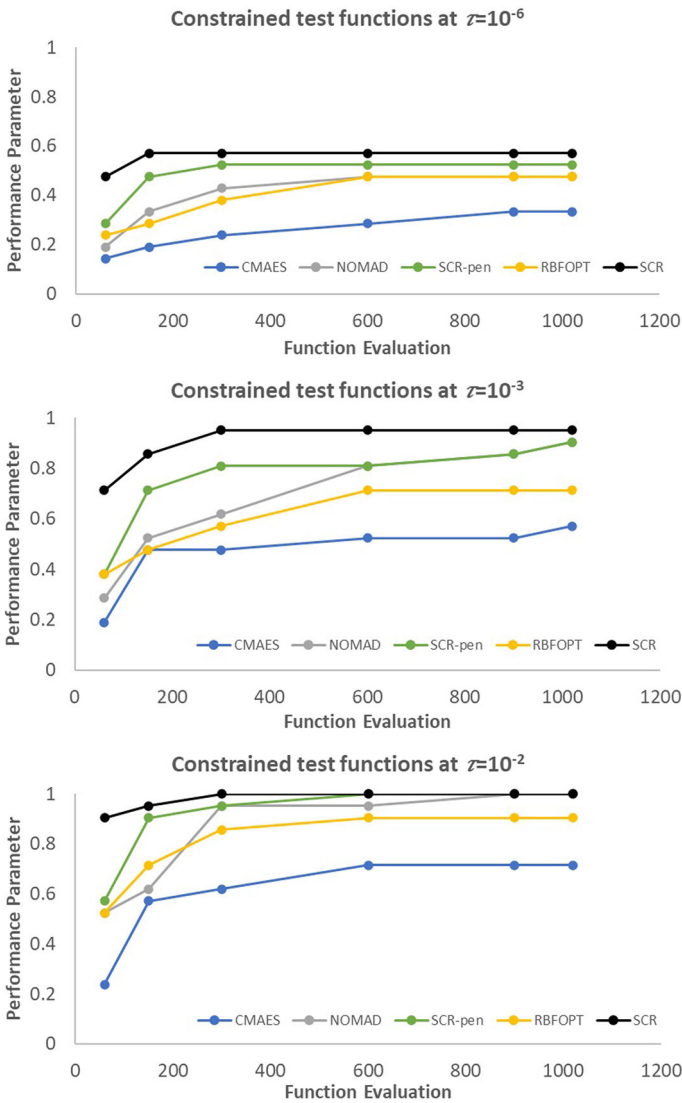 Constrained test functions at 𝜏=10⁻⁶
Performance Parameter
1
0.8
0.6
0.4
0.2
0
CMAES NOMAD SCR-pen RBFOPT SCR
0 200 400 600 800 1000 1200
Function Evaluation
Constrained test functions at 𝜏=10⁻³
Performance Parameter
1
0.8
0.6
0.4
0.2
0
CMAES NOMAD SCR-pen RBFOPT SCR
0 200 400 600 800 1000 1200
Function Evaluation
Constrained test functions at 𝜏=10⁻²
Performance Parameter
1
0.8
0.6
0.4
0.2
0
CMAES NOMAD SCR-pen RBFOPT SCR
0 200 400 600 800 1000 1200
Function Evaluation